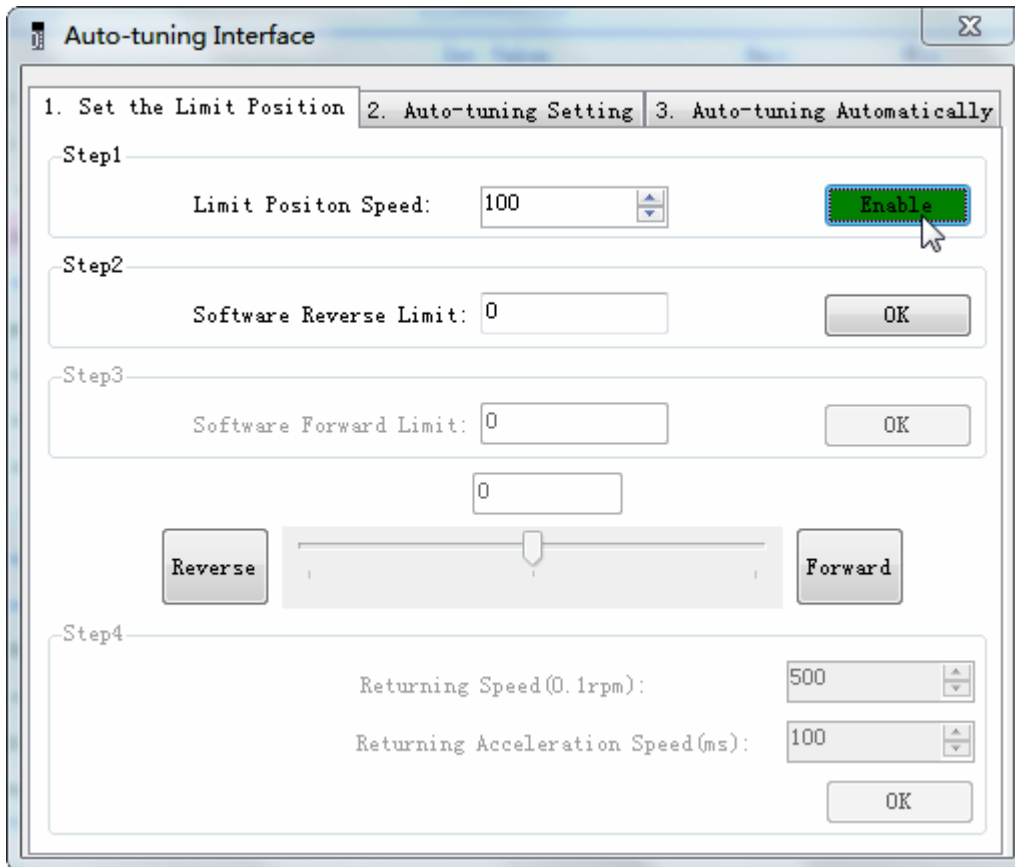 Auto-tuning Interface
1. Set the Limit Position 2. Auto-tuning Setting 3. Auto-tuning Automatically
Step1
Limit Positon Speed: 100 Enable
Step2
Software Reverse Limit: 0 OK
Step3
Software Forward Limit: 0 OK
0
Reverse Forward
Step4
Returning Speed(0.1rpm): 500
Returning Acceleration Speed(ms): 100
OK